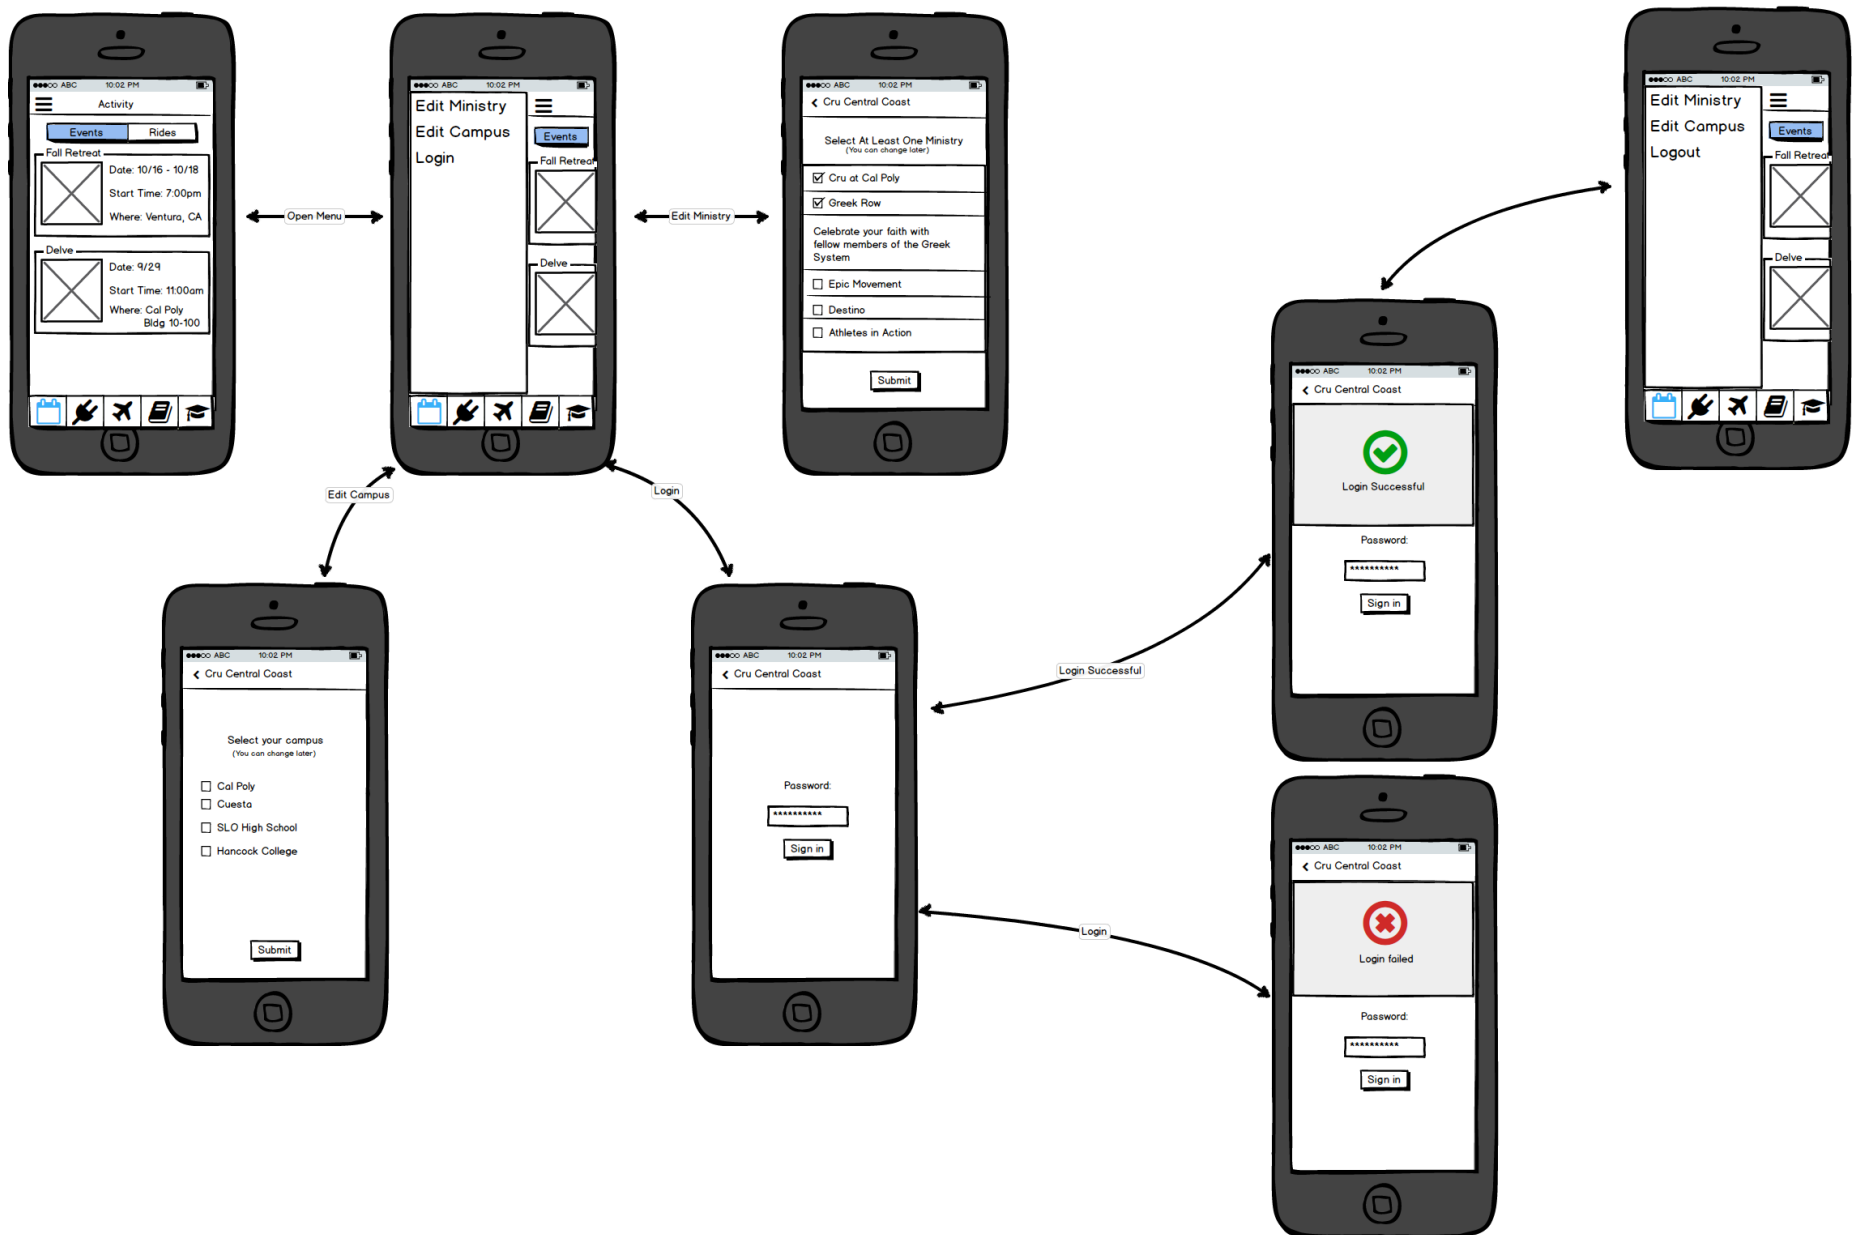 ABC 10:02 PM
Activity
Events Rides
Fall Retreat
Date: 10/16 - 10/18
Start Time: 7:00pm
Where: Ventura, CA
Delve
Date: 9/29
Start Time: 11:00am
Where: Cal Poly
Bldg 10-100
Open Menu
ABC 10:02 PM
Edit Ministry
Edit Campus
Login
Events
Fall Retreat
Delve
Edit Ministry
ABC 10:02 PM
Cru Central Coast
Select At Least One Ministry
(You can change later)
Cru at Cal Poly
Greek Row
Celebrate your faith with
fellow members of the Greek
System
Epic Movement
Destino
Athletes in Action
Submit
ABC 10:02 PM
Edit Ministry
Edit Campus
Logout
Events
Fall Retreat
Delve
Edit Campus
Login
ABC 10:02 PM
Cru Central Coast
Select your campus
(You can change later)
Cal Poly
Cuesta
SLO High School
Hancock College
Submit
ABC 10:02 PM
Cru Central Coast
Password:
**********
Sign in
Login Successful
ABC 10:02 PM
Cru Central Coast
Login Successful
Password:
**********
Sign in
Login
ABC 10:02 PM
Cru Central Coast
Login failed
Password:
**********
Sign in